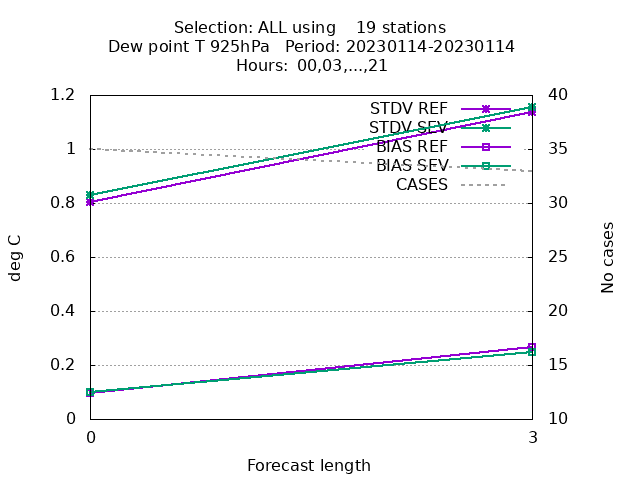 Selection: ALL using 19 stations
Dew point T 925hPa Period: 20230114-20230114
Hours: 00,03,...,21
1.2
1
0.8
0.6
0.4
0.2
0
deg C
STDV REF
STDV SEV
BIAS REF
BIAS SEV
CASES
40
35
30
25
20
15
10
No cases
0
3
Forecast length